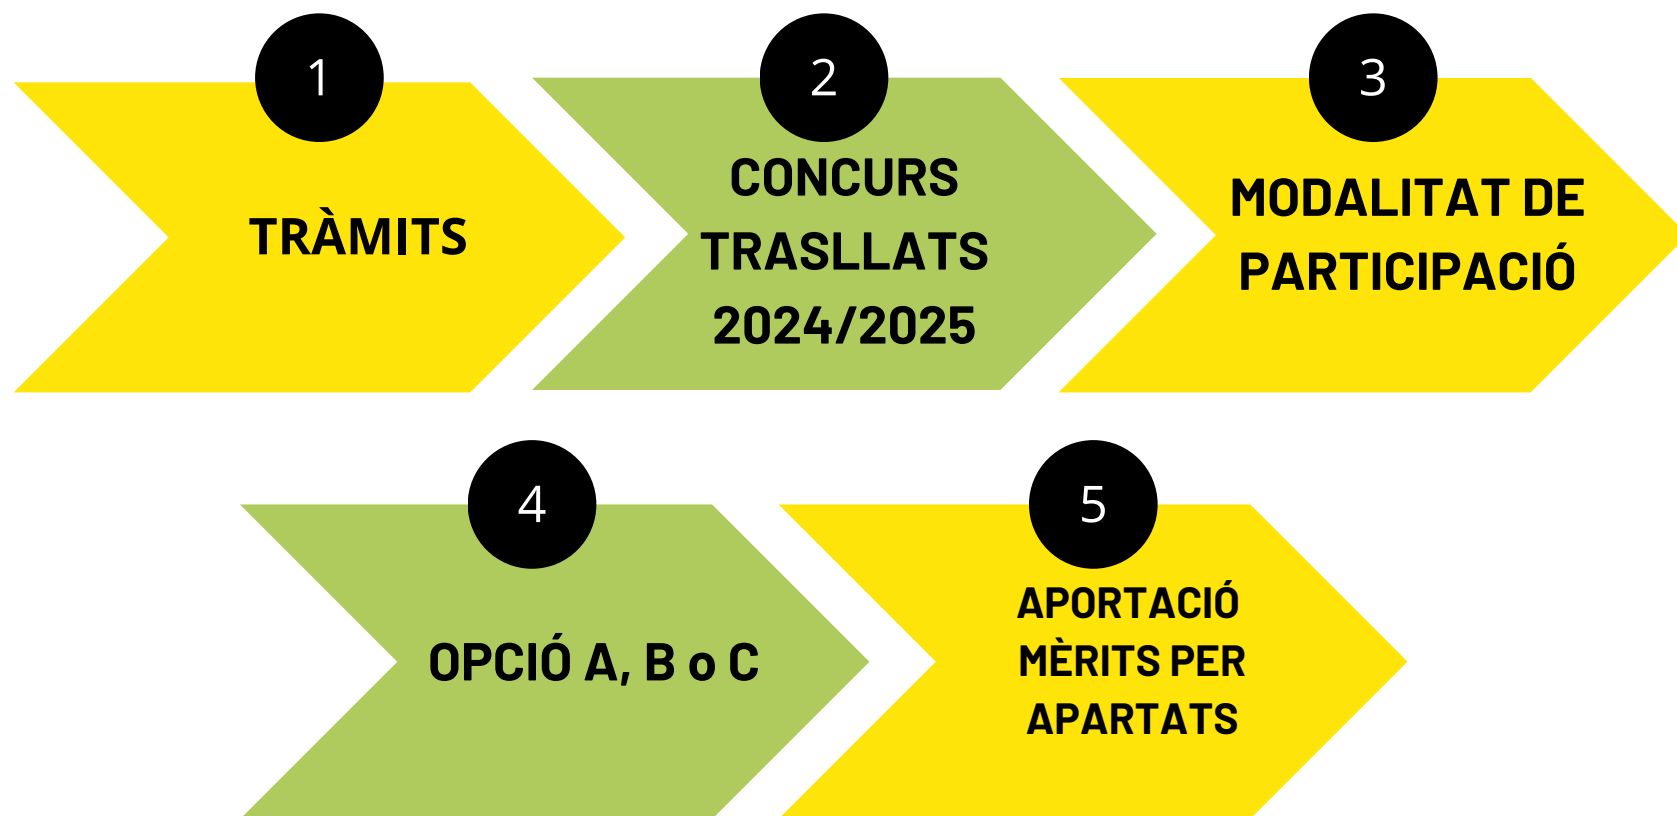 1
TRÀMITS
2
CONCURS
TRASLLATS
2024/2025
3
MODALITAT DE
PARTICIPACIÓ
4
OPCIÓ A, B o C
5
APORTACIÓ
MÈRITS PER
APARTATS